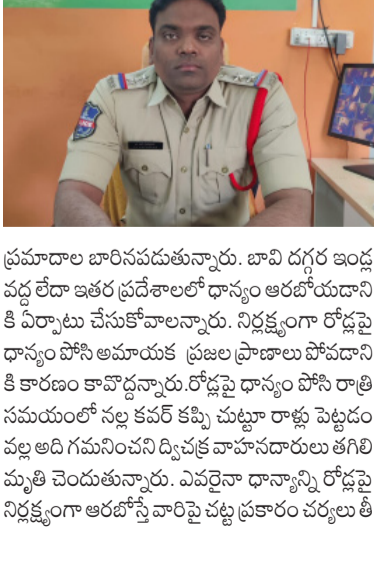 ప్రమాదాల బారినపడుతున్నారు. బావి దగ్గర ఇండ్ల
వద్ద లేదా ఇతర ప్రదేశాలలో ధాన్యం ఆరబోయడాని
కి ఏర్పాటు చేసుకోవాలన్నారు. నిర్లక్ష్యంగా రోడ్లపై
ధాన్యం పోసి అమాయక ప్రజల ప్రాణాలు పోవడాని
కి కారణం కావొద్దన్నారు.రోడ్లపై ధాన్యం పోసి రాత్రి
సమయంలో నల్ల కవర్ కప్పి చుట్టూ రాళ్లు పెట్టడం
వల్ల అది గమనించని ద్విచక్ర వాహనదారులు తగిలి
మృతి చెందుతున్నారు. ఎవరైనా ధాన్యాన్ని రోడ్లపై
నిర్లక్ష్యంగా ఆరబోస్తే వారిపై చట్ట ప్రకారం చర్యలు తీ